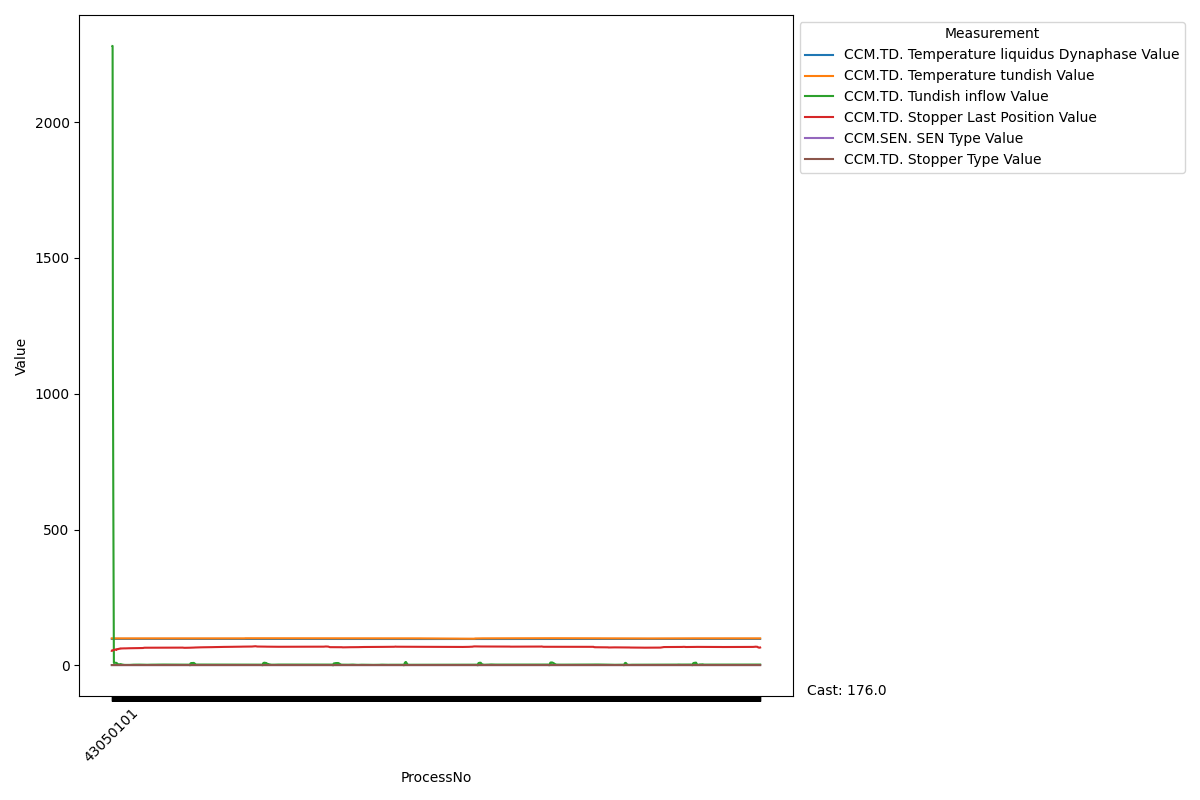 Measurement
CCM.TD. Temperature liquidus Dynaphase Value
CCM.TD. Temperature tundish Value
CCM.TD. Tundish inflow Value
CCM.TD. Stopper Last Position Value
CCM.SEN. SEN Type Value
CCM.TD. Stopper Type Value
2000
1500
1000
500
0
Value
Cast: 176.0
43050101
ProcessNo